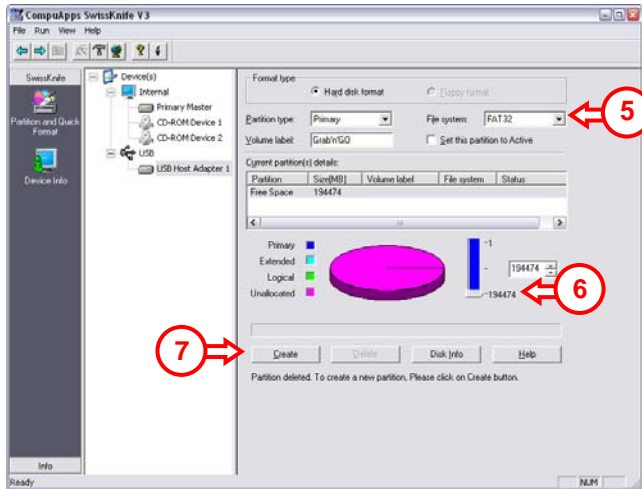 CompuApps SwissKnife V3
File Run View Help
SwissKnife
Partition and Quick Format
Device Info
Info
Device(s)
Internal
Primary Master
CD-ROM Device 1
CD-ROM Device 2
USB
USB Host Adapter 1
Format type
Hard disk format
Floppy format
Partition type: Primary File system: FAT32
5
Volume label: Grab'n'GO Set this partition to Active
Current partition(s) details:
Partition Size(MB) Volume label File system Status
Free Space 194474
Primary
Extended
Logical
Unallocated
1
194474
194474
6
7
Create Delete Disk Info Help
Partition deleted. To create a new partition, Please click on Create button.
Ready NUM